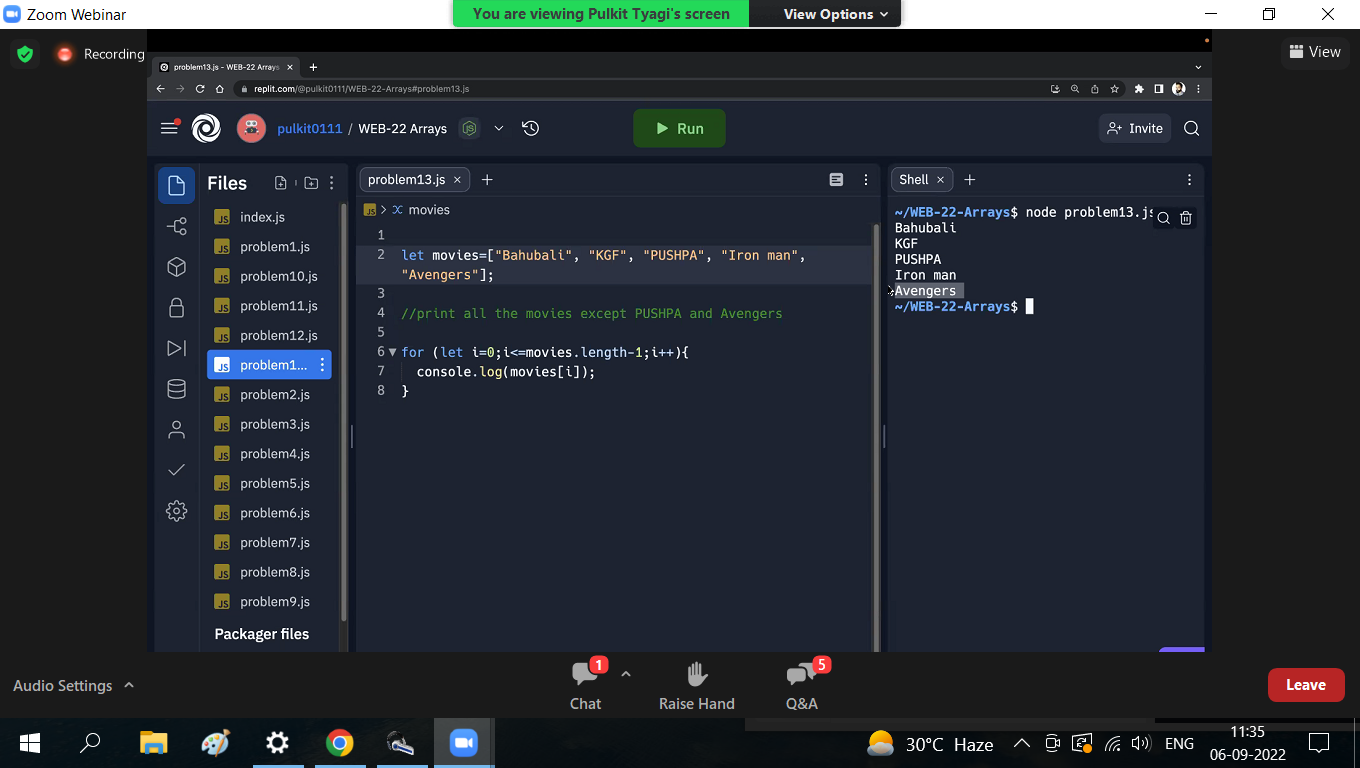 Zoom Webinar
You are viewing Pulkit Tyagi's screen
View Options
Recording
View
problem13.js - WEB-22 Arrays
replit.com/@pulkit0111/WEB-22-Arrays#problem13.js
pulkit0111 / WEB-22 Arrays
Run
Invite
Files
index.js
problem1.js
problem10.js
problem11.js
problem12.js
problem1...
problem2.js
problem3.js
problem4.js
problem5.js
problem6.js
problem7.js
problem8.js
problem9.js
Packager files
problem13.js
JS > movies
1
2 let movies=["Bahubali", "KGF", "PUSHPA", "Iron man",
"Avengers"];
3
4 //print all the movies except PUSHPA and Avengers
5
6 for (let i=0;i<=movies.length-1;i++){
7 console.log(movies[i]);
8 }
Shell
~/WEB-22-Arrays$ node problem13.js
Bahubali
KGF
PUSHPA
Iron man
Avengers
~/WEB-22-Arrays$
Audio Settings
1
Chat
Raise Hand
5
Q&A
Leave
30°C Haze
ENG
11:35
06-09-2022